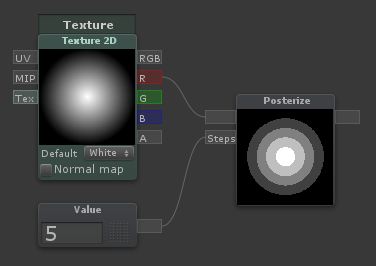 Texture
Texture 2D
UV
RGB
MIP
R
Tex
G
B
A
Default White
Normal map
Value
5
Posterize
Steps